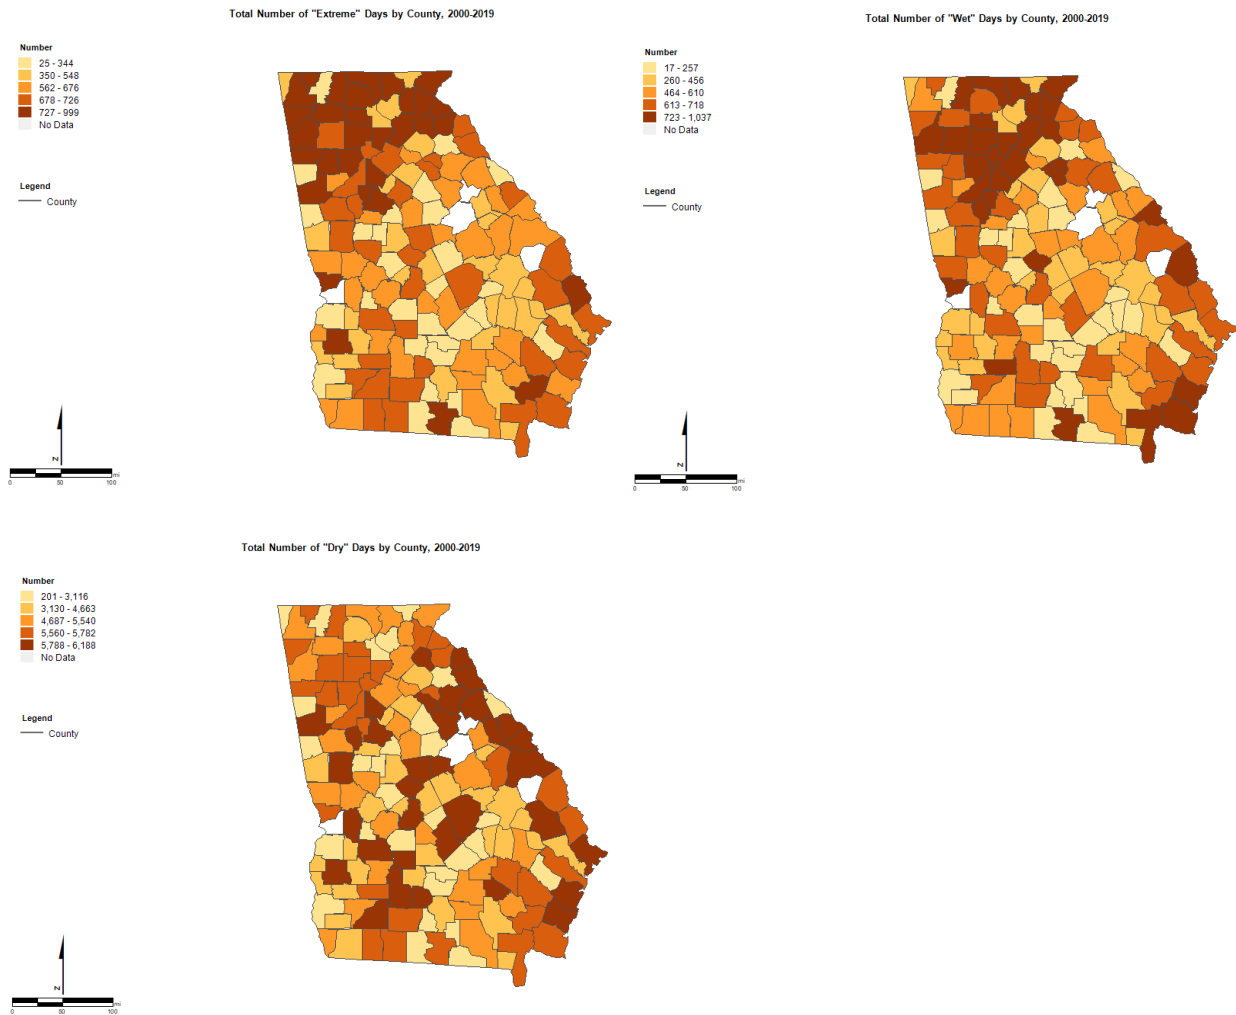 Total Number of "Extreme" Days by County, 2000-2019
Number
25 - 344
350 - 548
562 - 676
678 - 726
727 - 999
No Data
Legend
County
N
mi
0 50 100
Total Number of "Wet" Days by County, 2000-2019
Number
17 - 257
260 - 456
464 - 610
613 - 718
723 - 1,037
No Data
Legend
County
N
mi
0 50 100
Total Number of "Dry" Days by County, 2000-2019
Number
201 - 3,116
3,130 - 4,663
4,687 - 5,540
5,560 - 5,782
5,788 - 6,188
No Data
Legend
County
N
mi
0 50 100